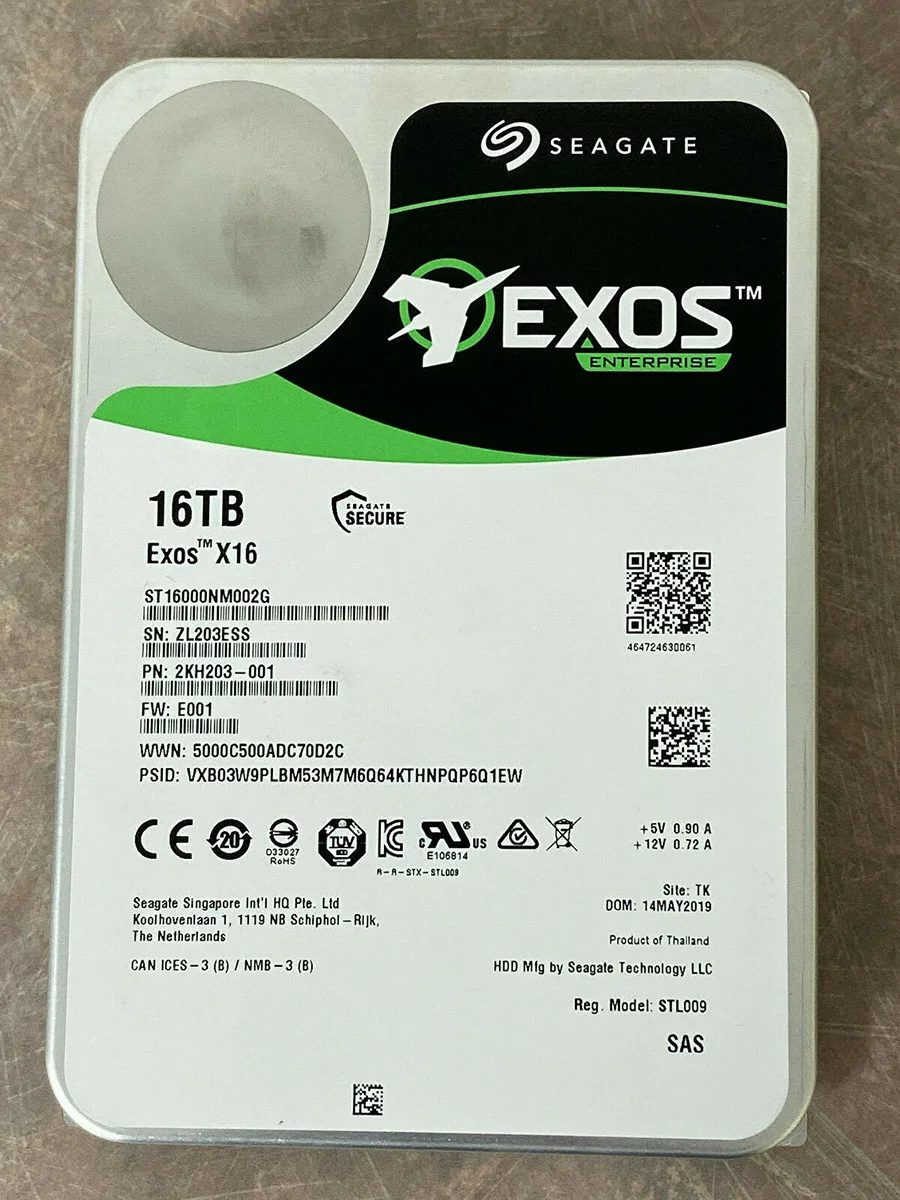 SEAGATE
EXOS™
ENTERPRISE
16TB
SEAGATE
SECURE
Exos™ X16
ST16000NM002G
SN: ZL203ESS
PN: 2KH203-001
FW: E001
WWN: 5000C500ADC70D2C
PSID: VXB03W9PLBM53M7M6Q64KTHNPQP6Q1EW
464724630061
CE
20
D33027
RoHS
TÜV
c RU US
E106814
R-R-STX-STL009
+5V 0.90 A
+12V 0.72 A
Seagate Singapore Int'l HQ Pte. Ltd
Koolhovenlaan 1, 1119 NB Schiphol-Rijk,
The Netherlands
CAN ICES-3 (B) / NMB-3 (B)
Site: TK
DOM: 14MAY2019
Product of Thailand
HDD Mfg by Seagate Technology LLC
Reg. Model: STL009
SAS